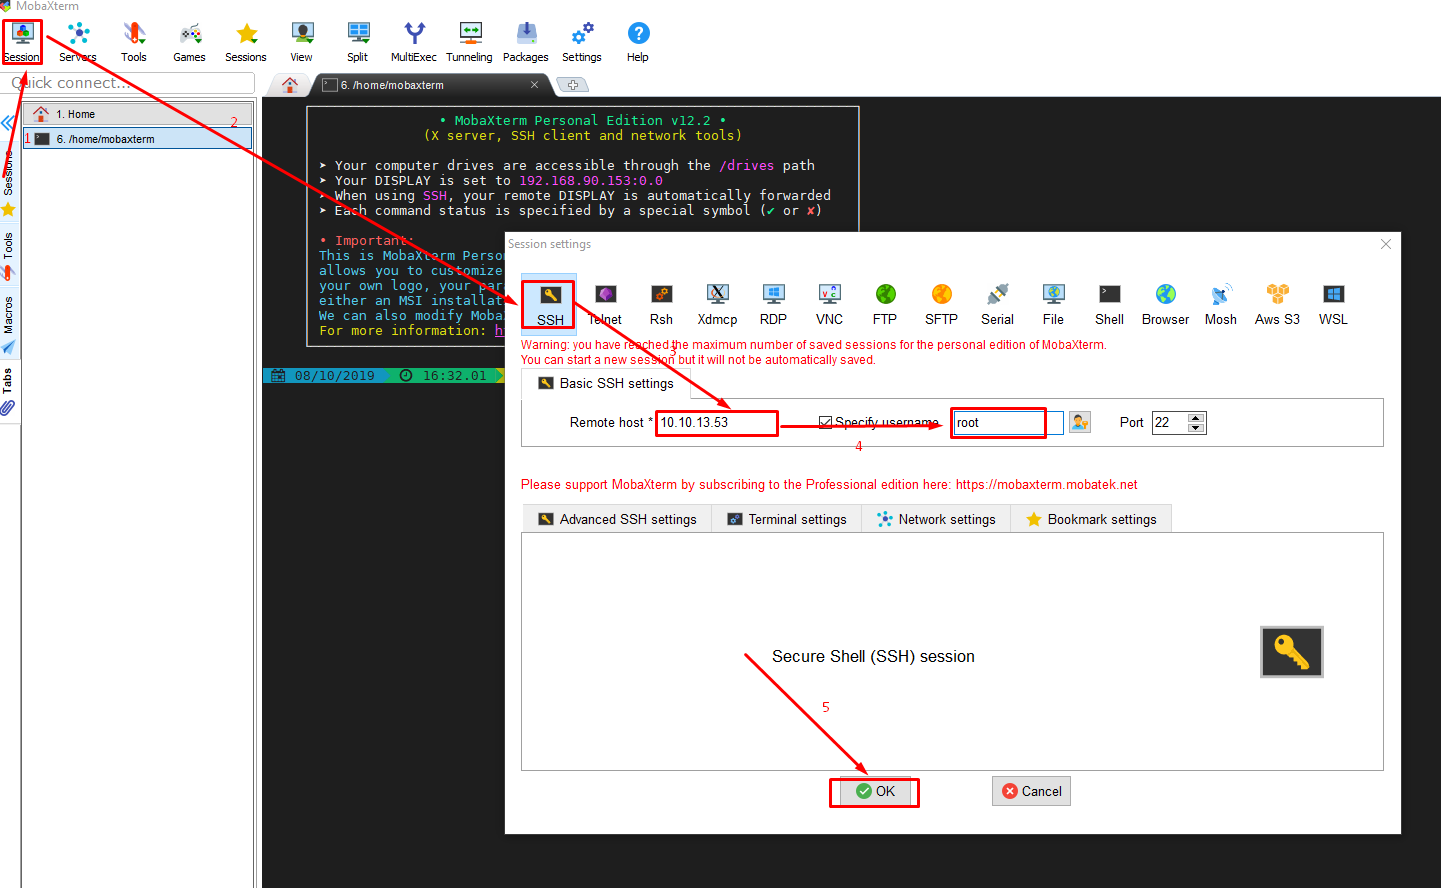 MobaXterm
Session
Servers
Tools
Games
Sessions
View
Split
MultiExec
Tunneling
Packages
Settings
Help
Quick connect...
6. /home/mobaxterm
1. Home
6. /home/mobaxterm
1
2
Sessions
Tools
Macros
Tabs
• MobaXterm Personal Edition v12.2 •
(X server, SSH client and network tools)
➤ Your computer drives are accessible through the /drives path
➤ Your DISPLAY is set to 192.168.90.153:0.0
➤ When using SSH, your remote DISPLAY is automatically forwarded
➤ Each command status is specified by a special symbol (✔ or ✘)
• Important:
This is MobaXterm Perso
allows you to customize
your own logo, your par
either an MSI installat
We can also modify Moba
For more information:
08/10/2019
16:32.01
Session settings
SSH
Telnet
Rsh
Xdmcp
RDP
VNC
FTP
SFTP
Serial
File
Shell
Browser
Mosh
Aws S3
WSL
Warning: you have reached the maximum number of saved sessions for the personal edition of MobaXterm.
You can start a new session but it will not be automatically saved.
3
Basic SSH settings
Remote host * 10.10.13.53
Specify username root
Port 22
4
Please support MobaXterm by subscribing to the Professional edition here: https://mobaxterm.mobatek.net
Advanced SSH settings
Terminal settings
Network settings
Bookmark settings
Secure Shell (SSH) session
5
OK
Cancel